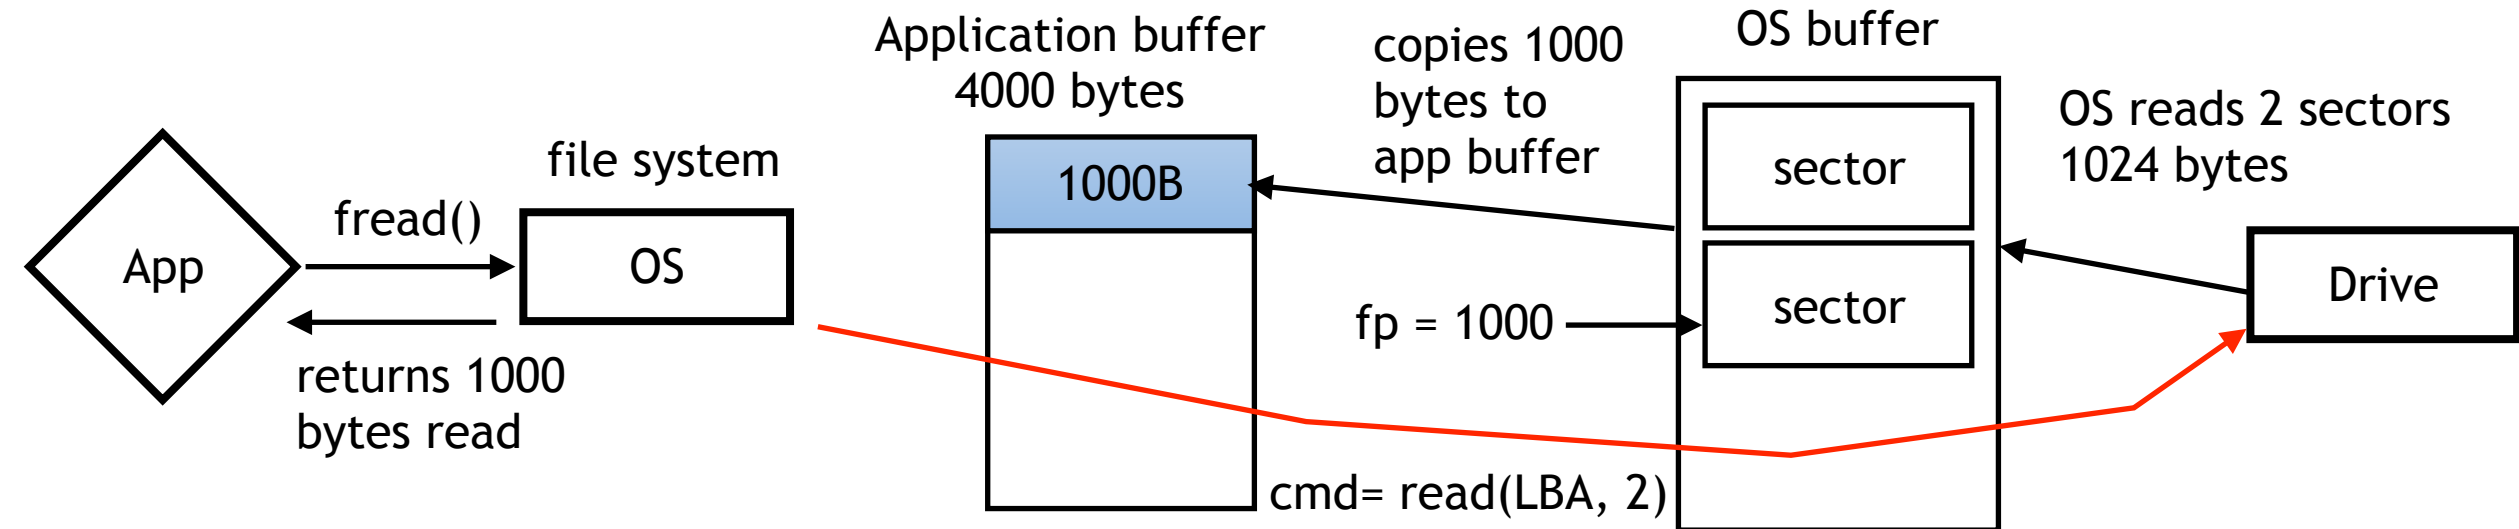 App
fread()
returns 1000
bytes read
file system
OS
Application buffer
4000 bytes
1000B
copies 1000
bytes to
app buffer
fp = 1000
cmd= read(LBA, 2)
OS buffer
sector
sector
OS reads 2 sectors
1024 bytes
Drive